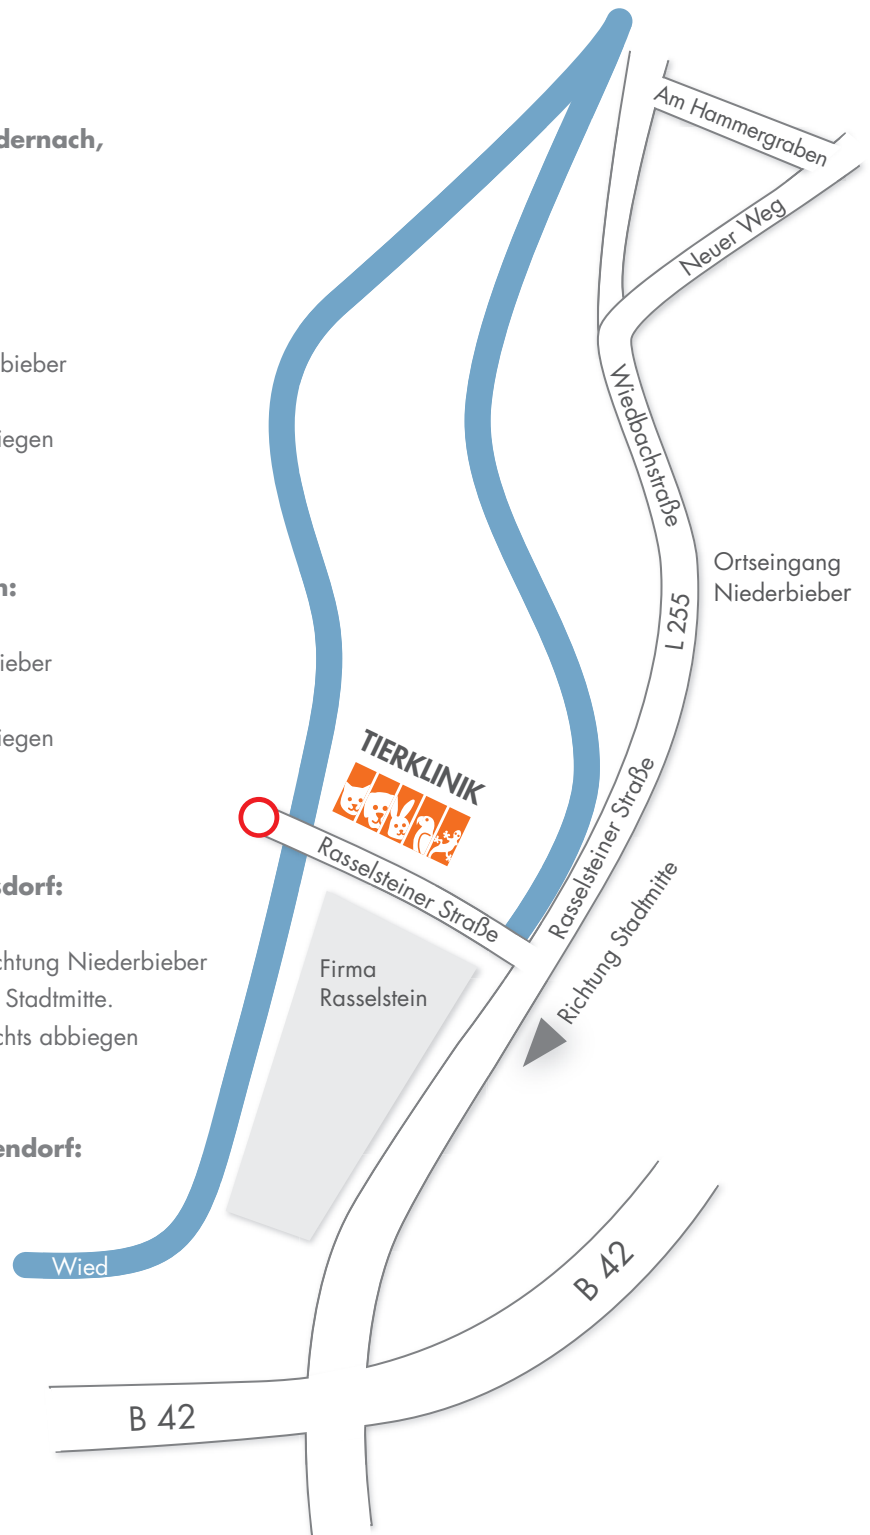 dernach,
bieber
iegen
n:
ieber
iegen
sdorf:
chtung Niederbieber
Stadtmitte.
chts abbiegen
endorf:
Am Hammergraben
Neuer Weg
Wiedbachstraße
Ortseingang
Niederbieber
L 255
TIERKLINIK
Rasselsteiner Straße
Rasselsteiner Straße
Richtung Stadtmitte
Firma
Rasselstein
Wied
B 42
B 42